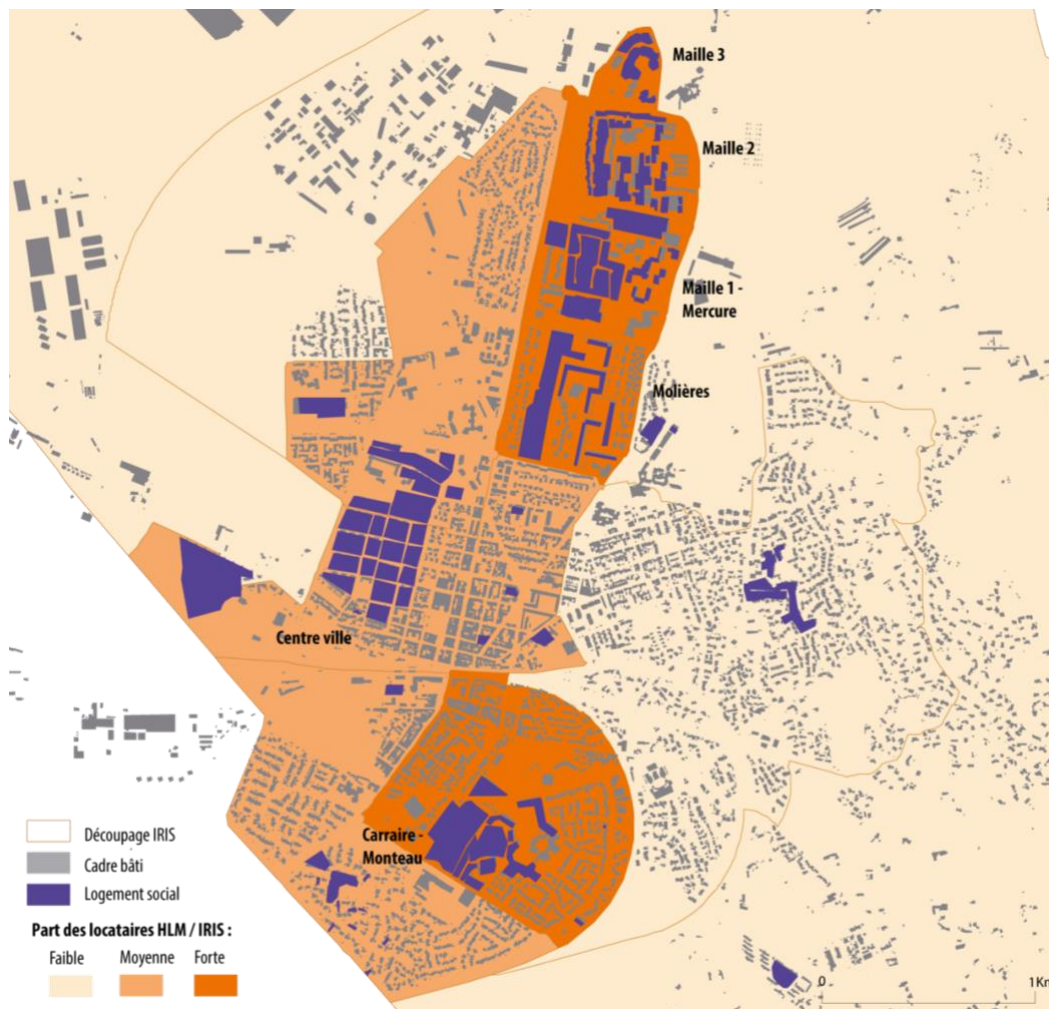 Maille 3
Maille 2
Maille 1 -
Mercure
Molières
Centre ville
Carraire -
Monteau
Découpage IRIS
Cadre bâti
Logement social
Part des locataires HLM / IRIS :
Faible Moyenne Forte
0 1Km